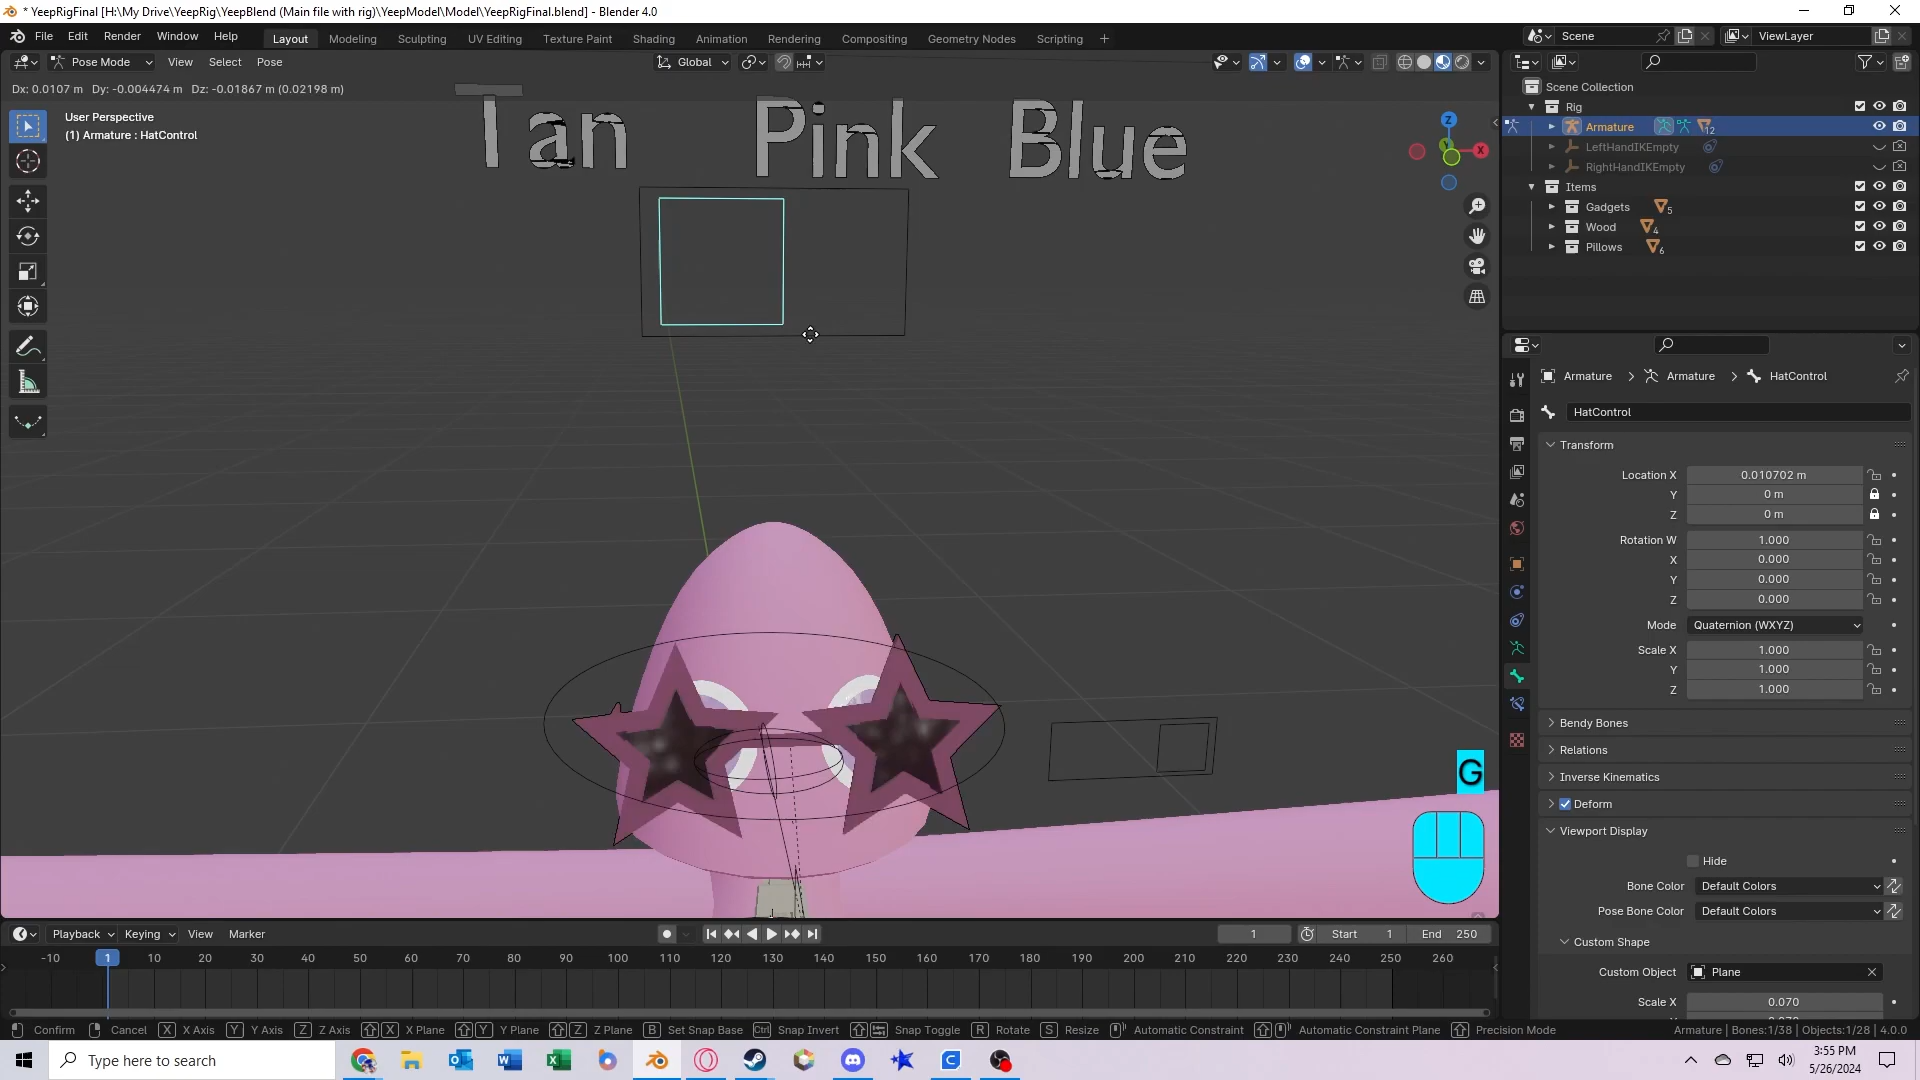 * YeepRigFinal [H:\My Drive\YeepRig\YeepBlend (Main file with rig)\YeepModel\Model\YeepRigFinal.blend] - Blender 4.0
File Edit Render Window Help
Layout Modeling Sculpting UV Editing Texture Paint Shading Animation Rendering Compositing Geometry Nodes Scripting +
Scene ViewLayer
Pose Mode View Select Pose Global
Dx: 0.0107 m Dy: -0.004474 m Dz: -0.01867 m (0.02198 m)
User Perspective
(1) Armature : HatControl
Tan Pink Blue
Z
X
Y
Scene Collection
Rig
Armature 12
LeftHandIKEmpty
RightHandIKEmpty
Items
Gadgets 5
Wood 4
Pillows 6
Armature > Armature > HatControl
HatControl
Transform
Location X 0.010702 m
Y 0 m
Z 0 m
Rotation W 1.000
X 0.000
Y 0.000
Z 0.000
Mode Quaternion (WXYZ)
Scale X 1.000
Y 1.000
Z 1.000
Bendy Bones
Relations
Inverse Kinematics
Deform
Viewport Display
Hide
Bone Color Default Colors
Pose Bone Color Default Colors
Custom Shape
Custom Object Plane
Scale X 0.070
G
Playback Keying View Marker
1 Start 1 End 250
-10 1 10 20 30 40 50 60 70 80 90 100 110 120 130 140 150 160 170 180 190 200 210 220 230 240 250 260
Confirm Cancel X X Axis Y Y Axis Z Z Axis X X Plane Y Y Plane Z Z Plane B Set Snap Base Ctrl Snap Invert Snap Toggle R Rotate S Resize Automatic Constraint Automatic Constraint Plane Precision Mode
Armature | Bones:1/38 | Objects:1/28 | 4.0.0
Type here to search
3:55 PM
5/26/2024